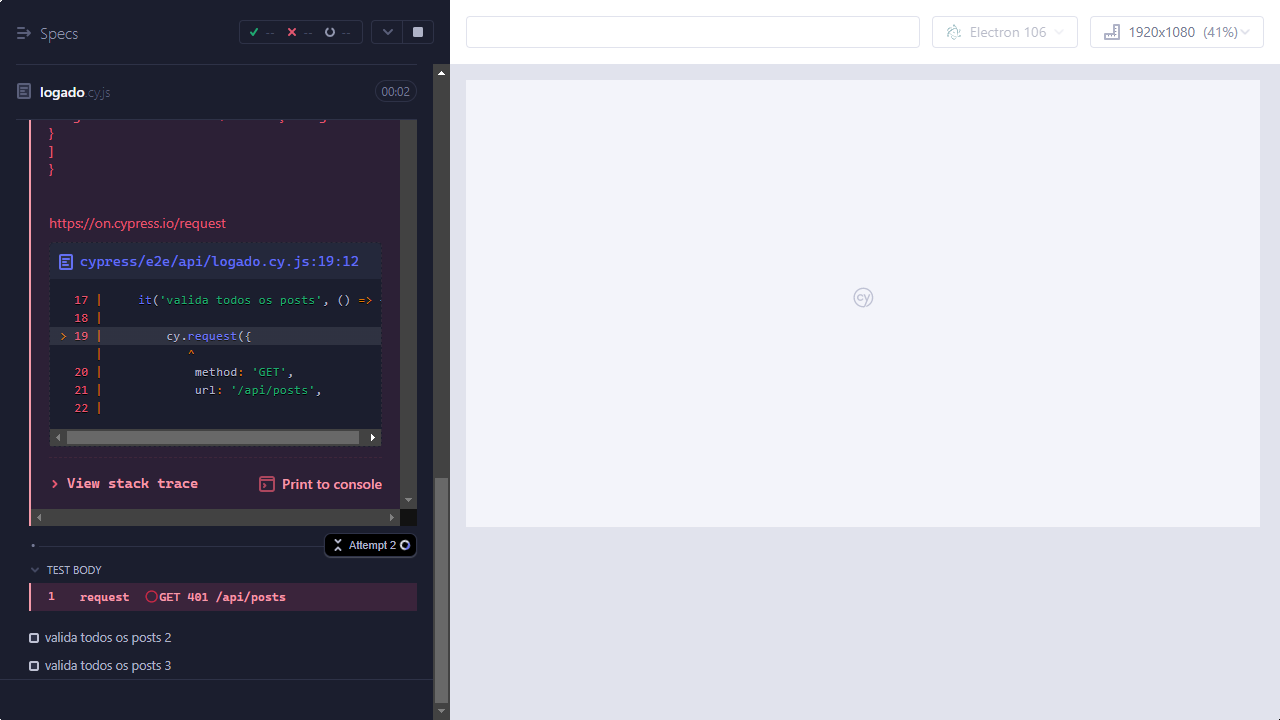 Specs
-- -- --
Electron 106
1920x1080 (41%)
logado.cy.js
00:02
}
]
}
https://on.cypress.io/request
cypress/e2e/api/logado.cy.js:19:12
17 | it('valida todos os posts', () =>
18 |
> 19 | cy.request({
| ^
20 | method: 'GET',
21 | url: '/api/posts',
22 |
> View stack trace
Print to console
Attempt 2
TEST BODY
1 request GET 401 /api/posts
valida todos os posts 2
valida todos os posts 3
cy